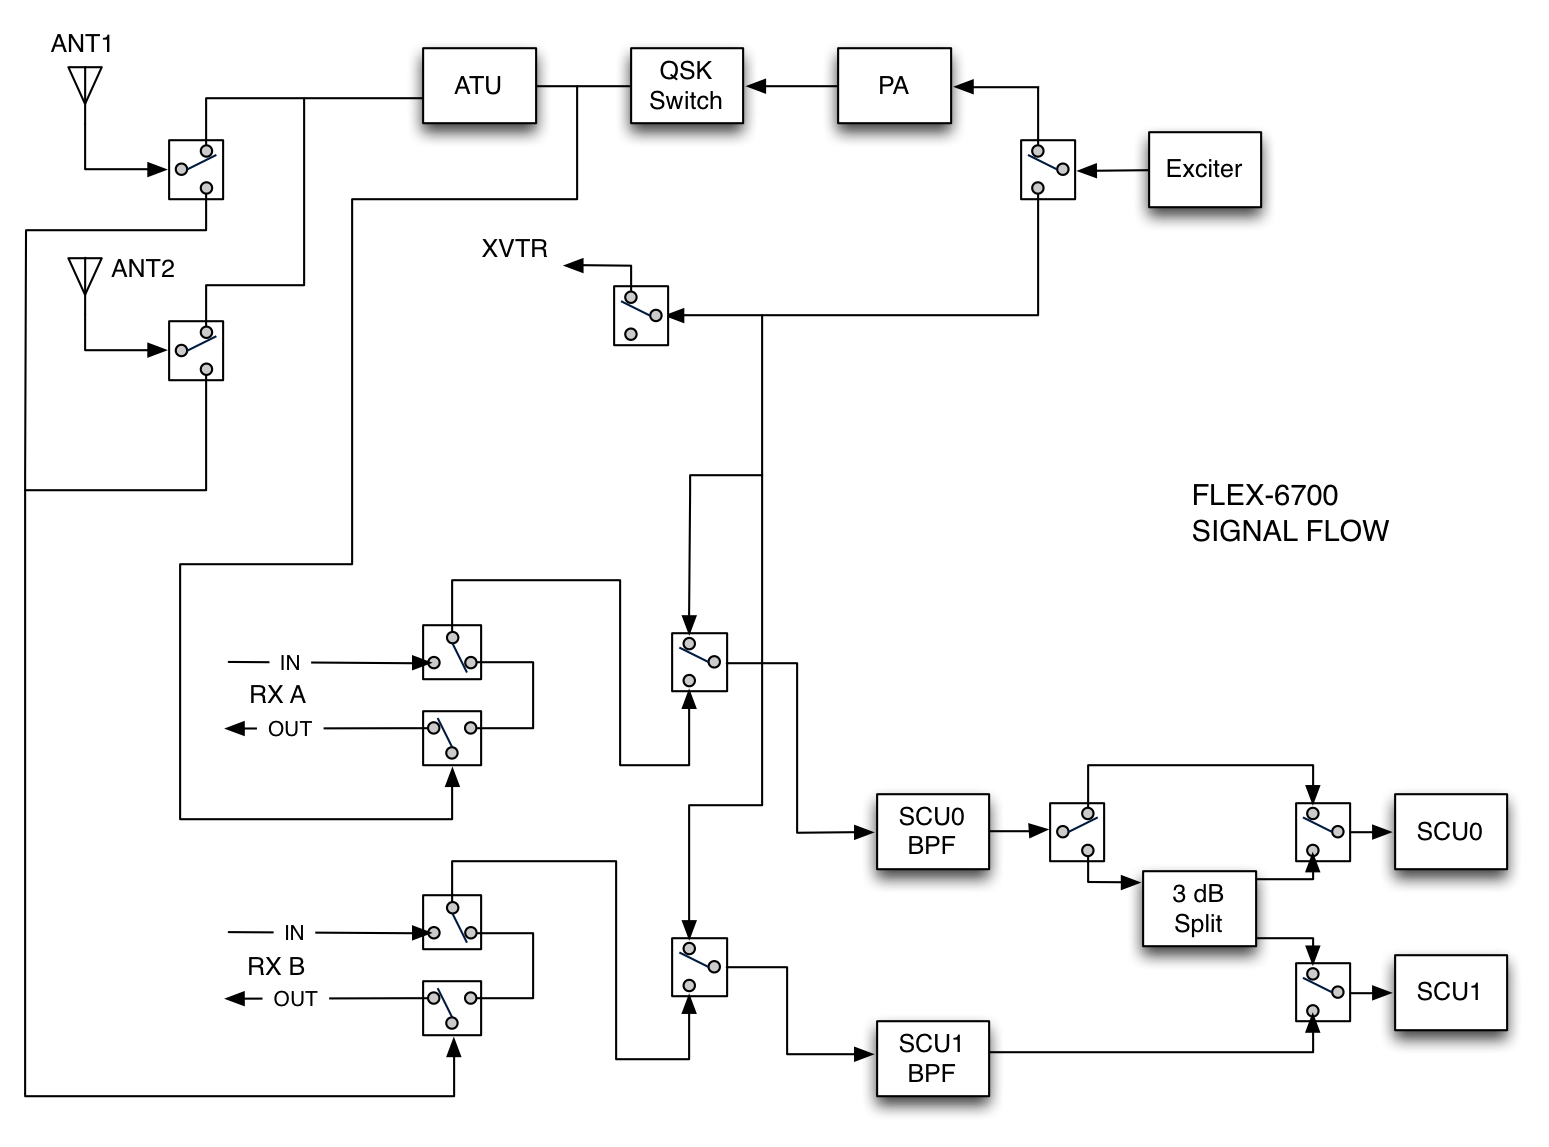 ANT1
ATU
QSK
Switch
PA
Exciter
XVTR
ANT2
FLEX-6700
SIGNAL FLOW
IN
RX A
OUT
SCU0
BPF
SCU0
3 dB
Split
IN
RX B
OUT
SCU1
SCU1
BPF